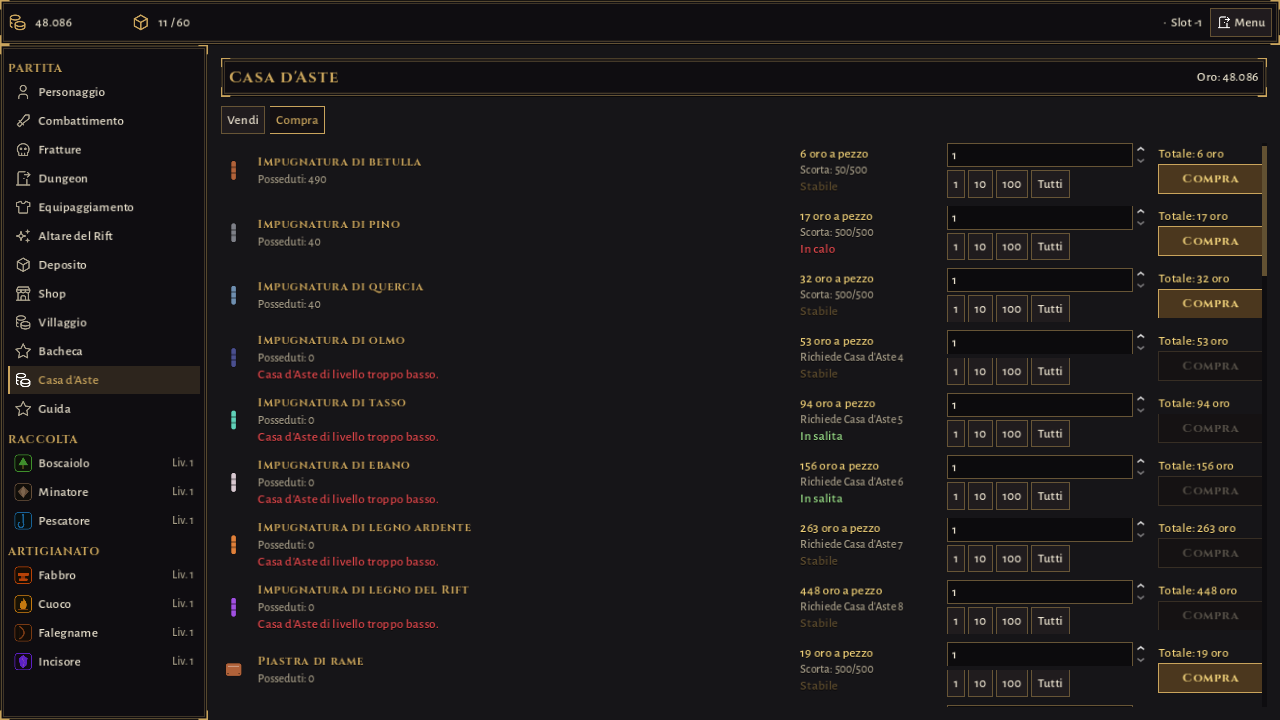 48.086
11 / 60
· Slot -1
Menu
PARTITA
Personaggio
Combattimento
Fratture
Dungeon
Equipaggiamento
Altare del Rift
Deposito
Shop
Villaggio
Bacheca
Casa d'Aste
Guida
RACCOLTA
Boscaiolo Liv. 1
Minatore Liv. 1
Pescatore Liv. 1
ARTIGIANATO
Fabbro Liv. 1
Cuoco Liv. 1
Falegname Liv. 1
Incisore Liv. 1
Casa d'Aste
Oro: 48.086
Vendi
Compra
Impugnatura di betulla
Posseduti: 490
6 oro a pezzo
Scorta: 50/500
Stabile
1
1 10 100 Tutti
Totale: 6 oro
Compra
Impugnatura di pino
Posseduti: 40
17 oro a pezzo
Scorta: 500/500
In calo
1
1 10 100 Tutti
Totale: 17 oro
Compra
Impugnatura di quercia
Posseduti: 40
32 oro a pezzo
Scorta: 500/500
Stabile
1
1 10 100 Tutti
Totale: 32 oro
Compra
Impugnatura di olmo
Posseduti: 0
Casa d'Aste di livello troppo basso.
53 oro a pezzo
Richiede Casa d'Aste 4
Stabile
1
1 10 100 Tutti
Totale: 53 oro
Compra
Impugnatura di tasso
Posseduti: 0
Casa d'Aste di livello troppo basso.
94 oro a pezzo
Richiede Casa d'Aste 5
In salita
1
1 10 100 Tutti
Totale: 94 oro
Compra
Impugnatura di ebano
Posseduti: 0
Casa d'Aste di livello troppo basso.
156 oro a pezzo
Richiede Casa d'Aste 6
In salita
1
1 10 100 Tutti
Totale: 156 oro
Compra
Impugnatura di legno ardente
Posseduti: 0
Casa d'Aste di livello troppo basso.
263 oro a pezzo
Richiede Casa d'Aste 7
Stabile
1
1 10 100 Tutti
Totale: 263 oro
Compra
Impugnatura di legno del Rift
Posseduti: 0
Casa d'Aste di livello troppo basso.
448 oro a pezzo
Richiede Casa d'Aste 8
Stabile
1
1 10 100 Tutti
Totale: 448 oro
Compra
Piastra di rame
Posseduti: 0
19 oro a pezzo
Scorta: 500/500
Stabile
1
1 10 100 Tutti
Totale: 19 oro
Compra